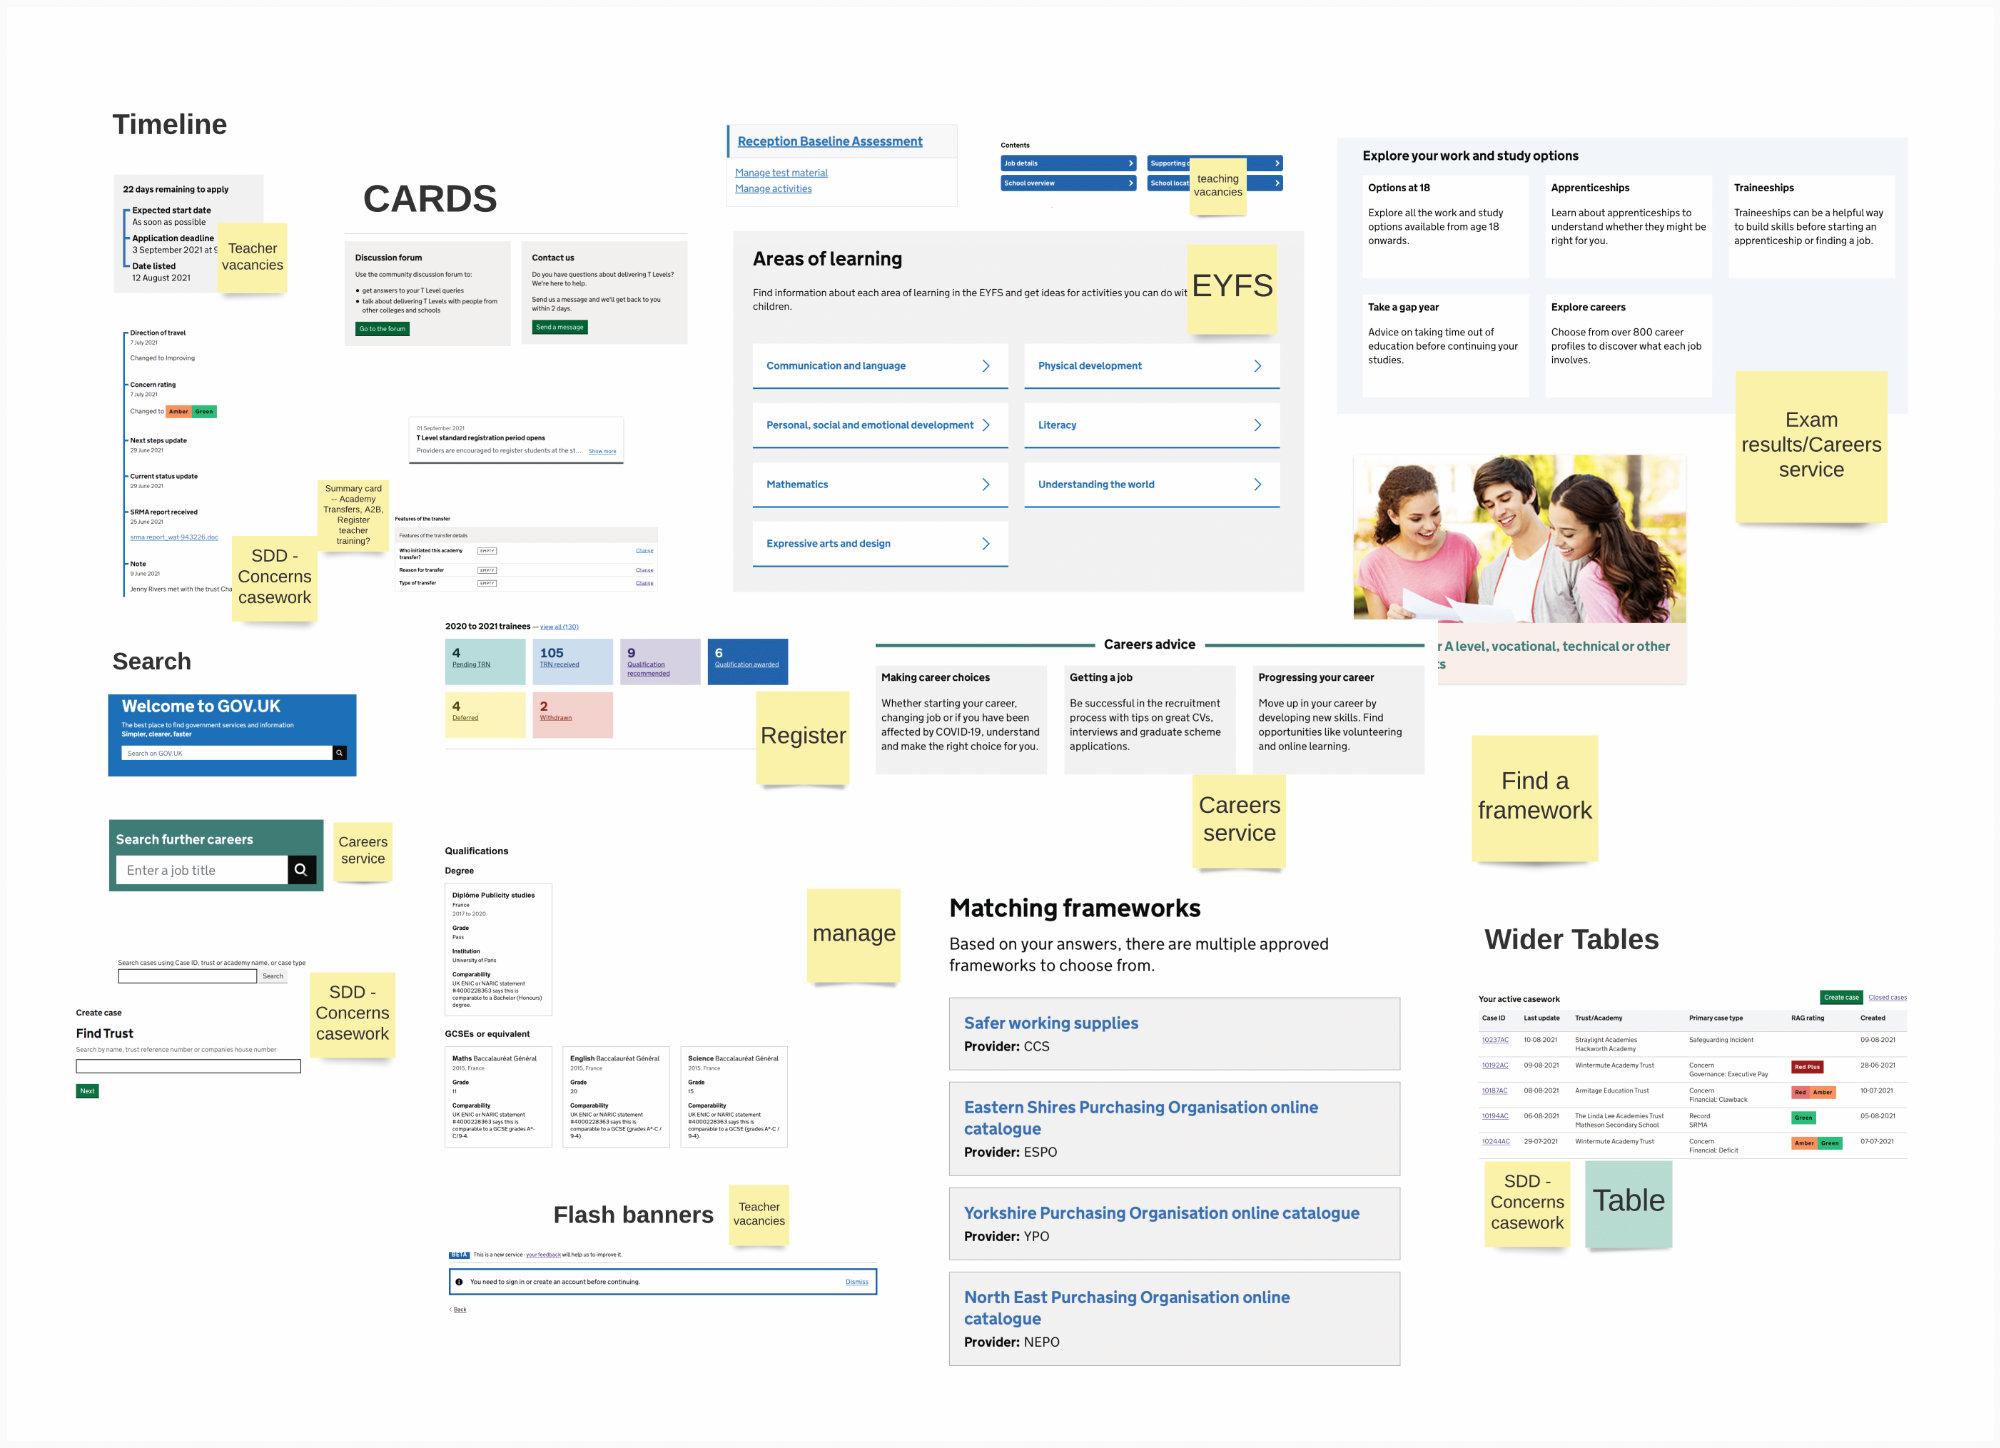 Timeline
22 days remaining to apply
Expected start date
As soon as possible
Application deadline
3 September 2021 at 9
Date listed
12 August 2021
Teacher
vacancies
Direction of travel
7 July 2021
Changed to Improving
Concern rating
7 July 2021
Changed to Amber Green
Next steps update
29 June 2021
Current status update
29 June 2021
SRMA report received
25 June 2021
srma-report_wat-943226.doc
Note
9 June 2021
Jenny Rivers met with the trust Cha
SDD -
Concerns
casework
CARDS
Discussion forum
Use the community discussion forum to:
get answers to your T Level queries
talk about delivering T Levels with people from
other colleges and schools
Go to the forum
Contact us
Do you have questions about delivering T Levels?
We're here to help.
Send us a message and we'll get back to you
within 2 days.
Send a message
01 September 2021
T Level standard registration period opens
Providers are encouraged to register students at the st... Show more
Summary card
-- Academy
Transfers, A2B,
Register
teacher
training?
Features of the transfer
Features of the transfer details
Who initiated this academy
transfer?
EMPTY
Change
Reason for transfer
EMPTY
Change
Type of transfer
EMPTY
Change
Reception Baseline Assessment
Manage test material
Manage activities
Contents
Job details
Supporting
School overview
School locat
teaching
vacancies
Areas of learning
Find information about each area of learning in the EYFS and get ideas for activities you can do wit
children.
EYFS
Communication and language
Physical development
Personal, social and emotional development
Literacy
Mathematics
Understanding the world
Expressive arts and design
Explore your work and study options
Options at 18
Explore all the work and study
options available from age 18
onwards.
Apprenticeships
Learn about apprenticeships to
understand whether they might be
right for you.
Traineeships
Traineeships can be a helpful way
to build skills before starting an
apprenticeship or finding a job.
Take a gap year
Advice on taking time out of
education before continuing your
studies.
Explore careers
Choose from over 800 career
profiles to discover what each job
involves.
Exam
results/Careers
service
r A level, vocational, technical or other
ts
Search
Welcome to GOV.UK
The best place to find government services and information
Simpler, clearer, faster
Search on GOV.UK
Search further careers
Enter a job title
Careers
service
Search cases using Case ID, trust or academy name, or case type
Search
Create case
Find Trust
Search by name, trust reference number or companies house number
Next
SDD -
Concerns
casework
2020 to 2021 trainees — view all (130)
4
Pending TRN
105
TRN received
9
Qualification
recommended
6
Qualification awarded
4
Deferred
2
Withdrawn
Register
Careers advice
Making career choices
Whether starting your career,
changing job or if you have been
affected by COVID-19, understand
and make the right choice for you.
Getting a job
Be successful in the recruitment
process with tips on great CVs,
interviews and graduate scheme
applications.
Progressing your career
Move up in your career by
developing new skills. Find
opportunities like volunteering
and online learning.
Careers
service
Find a
framework
Qualifications
Degree
Diplôme Publicity studies
France
2017 to 2020
Grade
Pass
Institution
University of Paris
Comparability
UK ENIC or NARIC statement
#4000228363 says this is
comparable to a Bachelor (Honours)
degree.
GCSEs or equivalent
Maths Baccalauréat Général
2015, France
Grade
11
Comparability
UK ENIC or NARIC statement
#4000228363 says this is
comparable to a GCSE grades A*-
C/9-4.
English Baccalauréat Général
2015, France
Grade
20
Comparability
UK ENIC or NARIC statement
#4000228363 says this is
comparable to a GCSE (grades A*-C /
9-4).
Science Baccalauréat Général
2015, France
Grade
15
Comparability
UK ENIC or NARIC statement
#4000228363 says this is
comparable to a GCSE (grades A*-C /
9-4).
manage
Flash banners
Teacher
vacancies
BETA This is a new service - your feedback will help us to improve it.
You need to sign in or create an account before continuing.
Dismiss
Back
Matching frameworks
Based on your answers, there are multiple approved
frameworks to choose from.
Safer working supplies
Provider: CCS
Eastern Shires Purchasing Organisation online
catalogue
Provider: ESPO
Yorkshire Purchasing Organisation online catalogue
Provider: YPO
North East Purchasing Organisation online
catalogue
Provider: NEPO
Wider Tables
Your active casework
Create case
Closed cases
Case ID Last update Trust/Academy Primary case type RAG rating Created
10237AC 10-08-2021 Straylight Academies Safeguarding Incident 09-08-2021
Hackworth Academy
10192AC 09-08-2021 Wintermute Academy Trust Concern Red Plus 28-06-2021
Governance: Executive Pay
10187AC 08-08-2021 Armitage Education Trust Concern Red Amber 10-07-2021
Financial: Clawback
10194AC 06-08-2021 The Linda Lee Academies Trust Record Green 05-08-2021
Matheson Secondary School SRMA
10244AC 29-07-2021 Wintermute Academy Trust Concern Amber Green 07-07-2021
Financial: Deficit
SDD -
Concerns
casework
Table